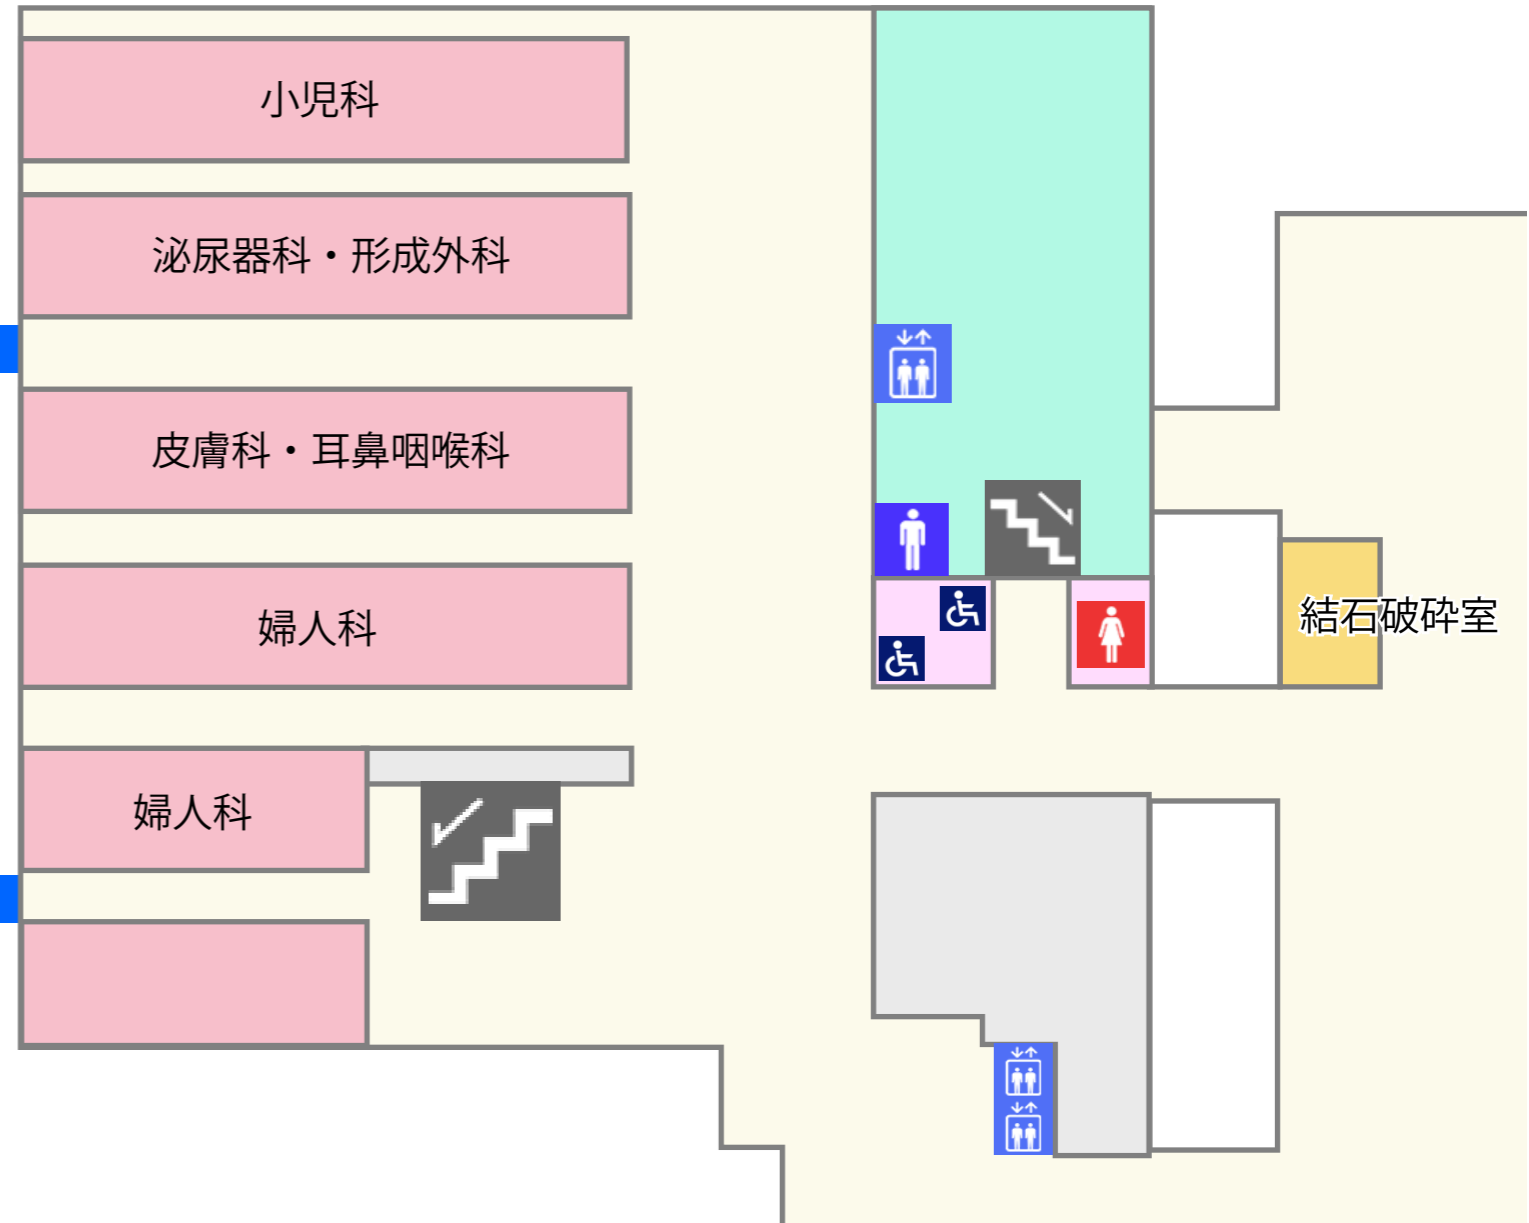 小児科
泌尿器科・形成外科
皮膚科・耳鼻咽喉科
婦人科
結石破砕室
婦人科